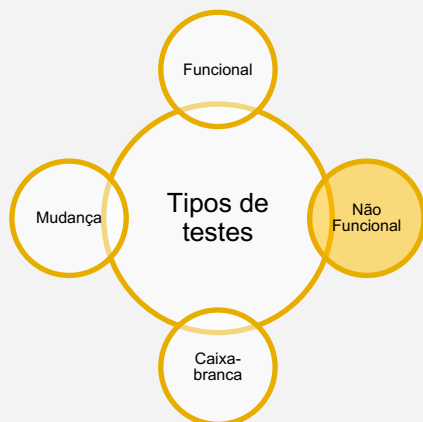 Funcional
Mudança
Tipos de
testes
Não
Funcional
Caixa-
branca